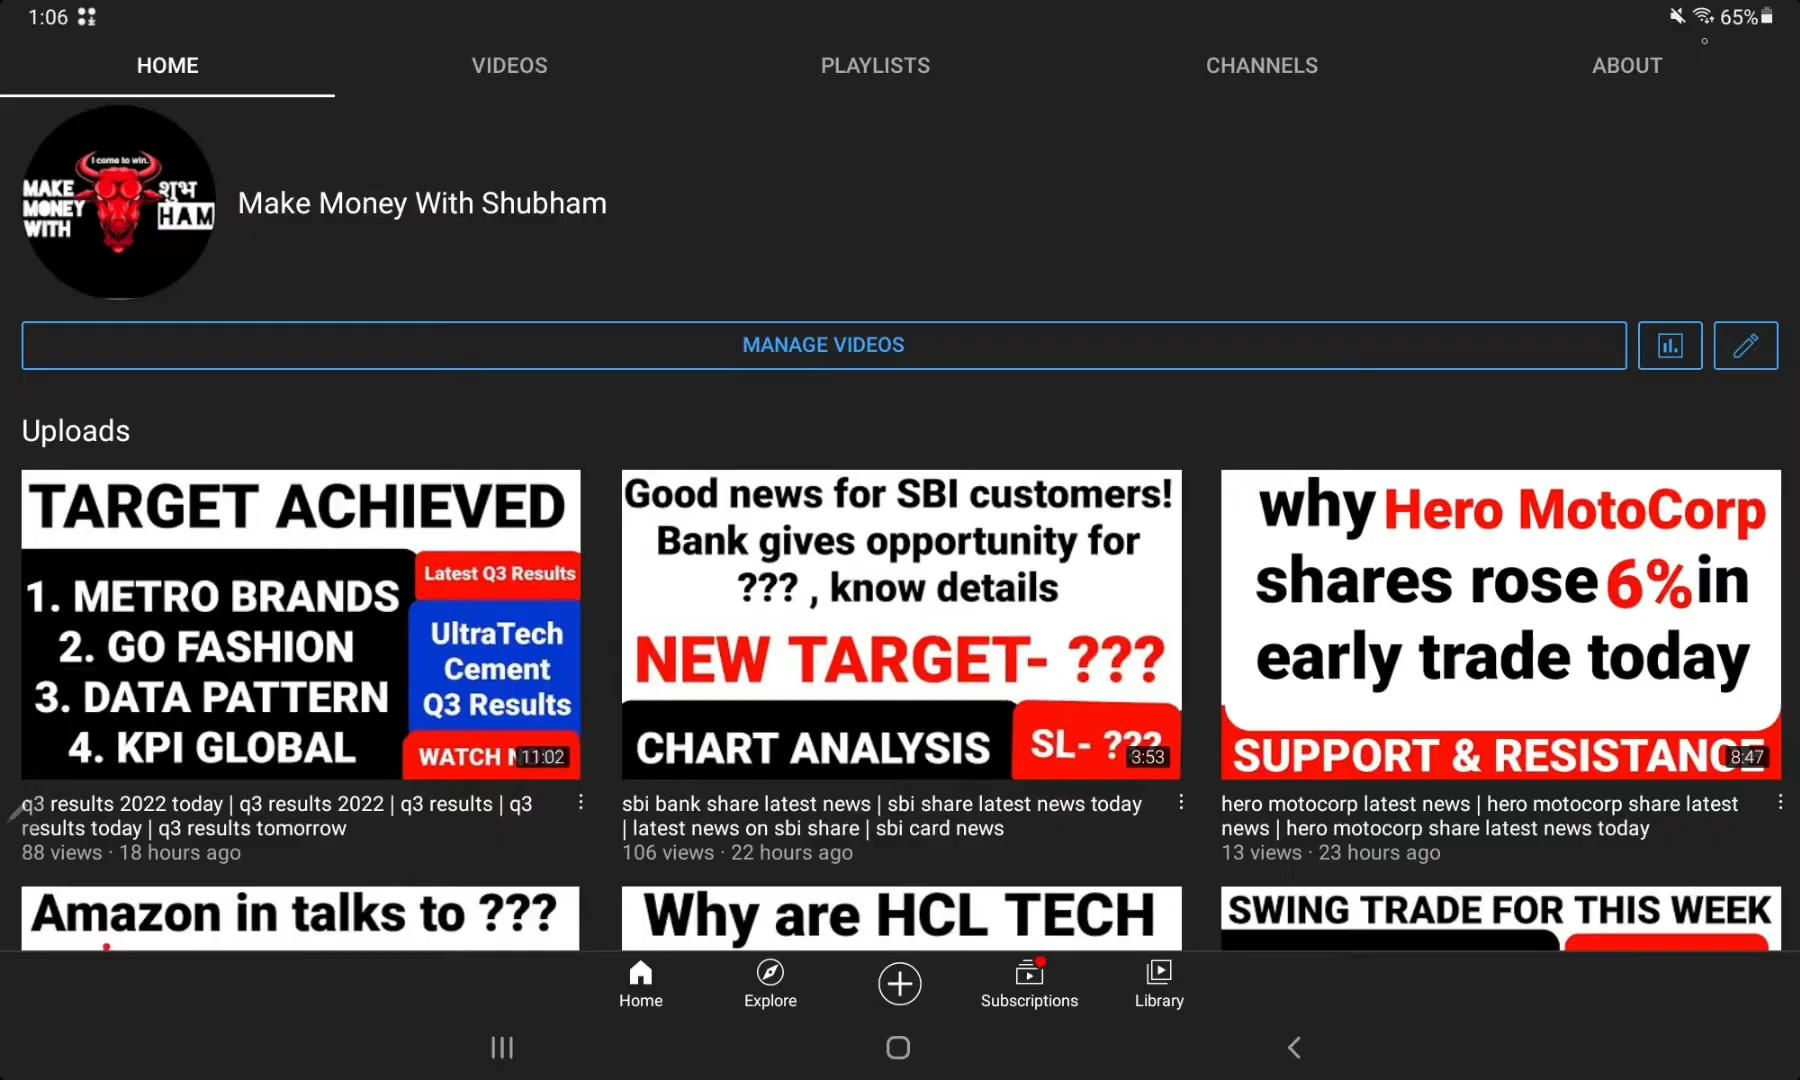 1:06 65%
HOME VIDEOS PLAYLISTS CHANNELS ABOUT
I come to win.
MAKE
MONEY
WITH
शुभ
HAM
Make Money With Shubham
MANAGE VIDEOS
Uploads
TARGET ACHIEVED
Latest Q3 Results
1. METRO BRANDS
2. GO FASHION
3. DATA PATTERN
4. KPI GLOBAL
UltraTech
Cement
Q3 Results
WATCH
11:02
q3 results 2022 today | q3 results 2022 | q3 results | q3
results today | q3 results tomorrow
88 views · 18 hours ago
Good news for SBI customers!
Bank gives opportunity for
??? , know details
NEW TARGET- ???
CHART ANALYSIS
SL- ???
3:53
sbi bank share latest news | sbi share latest news today
| latest news on sbi share | sbi card news
106 views · 22 hours ago
why Hero MotoCorp
shares rose 6% in
early trade today
SUPPORT & RESISTANCE
8:47
hero motocorp latest news | hero motocorp share latest
news | hero motocorp share latest news today
13 views · 23 hours ago
Amazon in talks to ???
Why are HCL TECH
SWING TRADE FOR THIS WEEK
Home Explore Subscriptions Library